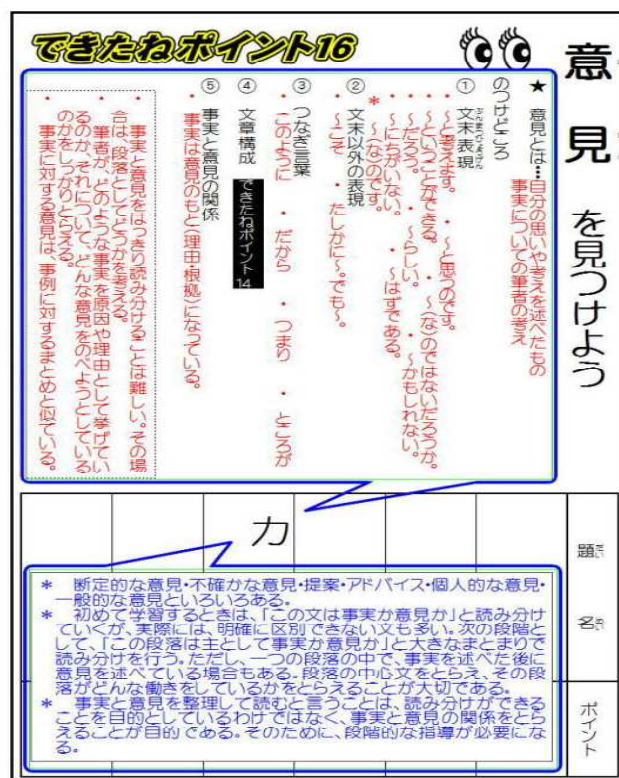 できたねポイント16
意見を見つけよう
★ 意見とは…自分の思いや考えを述べたもの
事実についての筆者の考え
のつけどころ
① 文末表現
ぶんまつひょうげん
・～と考えます。 ・～と思うのです。
・～ということができる。 ・～(な)のではないだろうか。
・～だろう。 ・～らしい。 ・～かもしれない。
・～にちがいない。 ・～はずである。
* ～(な)のです。
② 文末以外の表現
・～こそ ・たしかに～。でも～。
③ つなぎ言葉
・このように ・だから ・つまり ・ところが
④ 文章構成 できたねポイント14
⑤ 事実と意見の関係
・事実は意見のもと(理由・根拠)になっている。
・事実と意見をはっきり読み分けることは難しい。その場
合は、段落としてどうかを考える。
・筆者が、どのような事実を原因や理由として挙げてい
るのか、それについて、どんな意見をのべようとしている
のかをしっかりとらえる。
・事実に対する意見は、事例に対するまとめと似ている。
力
題名
ポイント
* 断定的な意見・不確かな意見・提案・アドバイス・個人的な意見・
一般的な意見といろいろある。
* 初めて学習するときは、「この文は事実か意見か」と読み分け
ていくが、実際には、明確に区別できない文も多い。次の段階と
して、「この段落は主として事実か意見か」と大きなまとまりで
読み分けを行う。ただし、一つの段落の中で、事実を述べた後に
意見を述べている場合もある。段落の中心文をとらえ、その段
落がどんな働きをしているかをとらえることが大切である。
* 事実と意見を整理して読むと言うことは、読み分けができる
ことを目的としているわけではなく、事実と意見の関係をとら
えることが目的である。そのために、段階的な指導が必要にな
る。